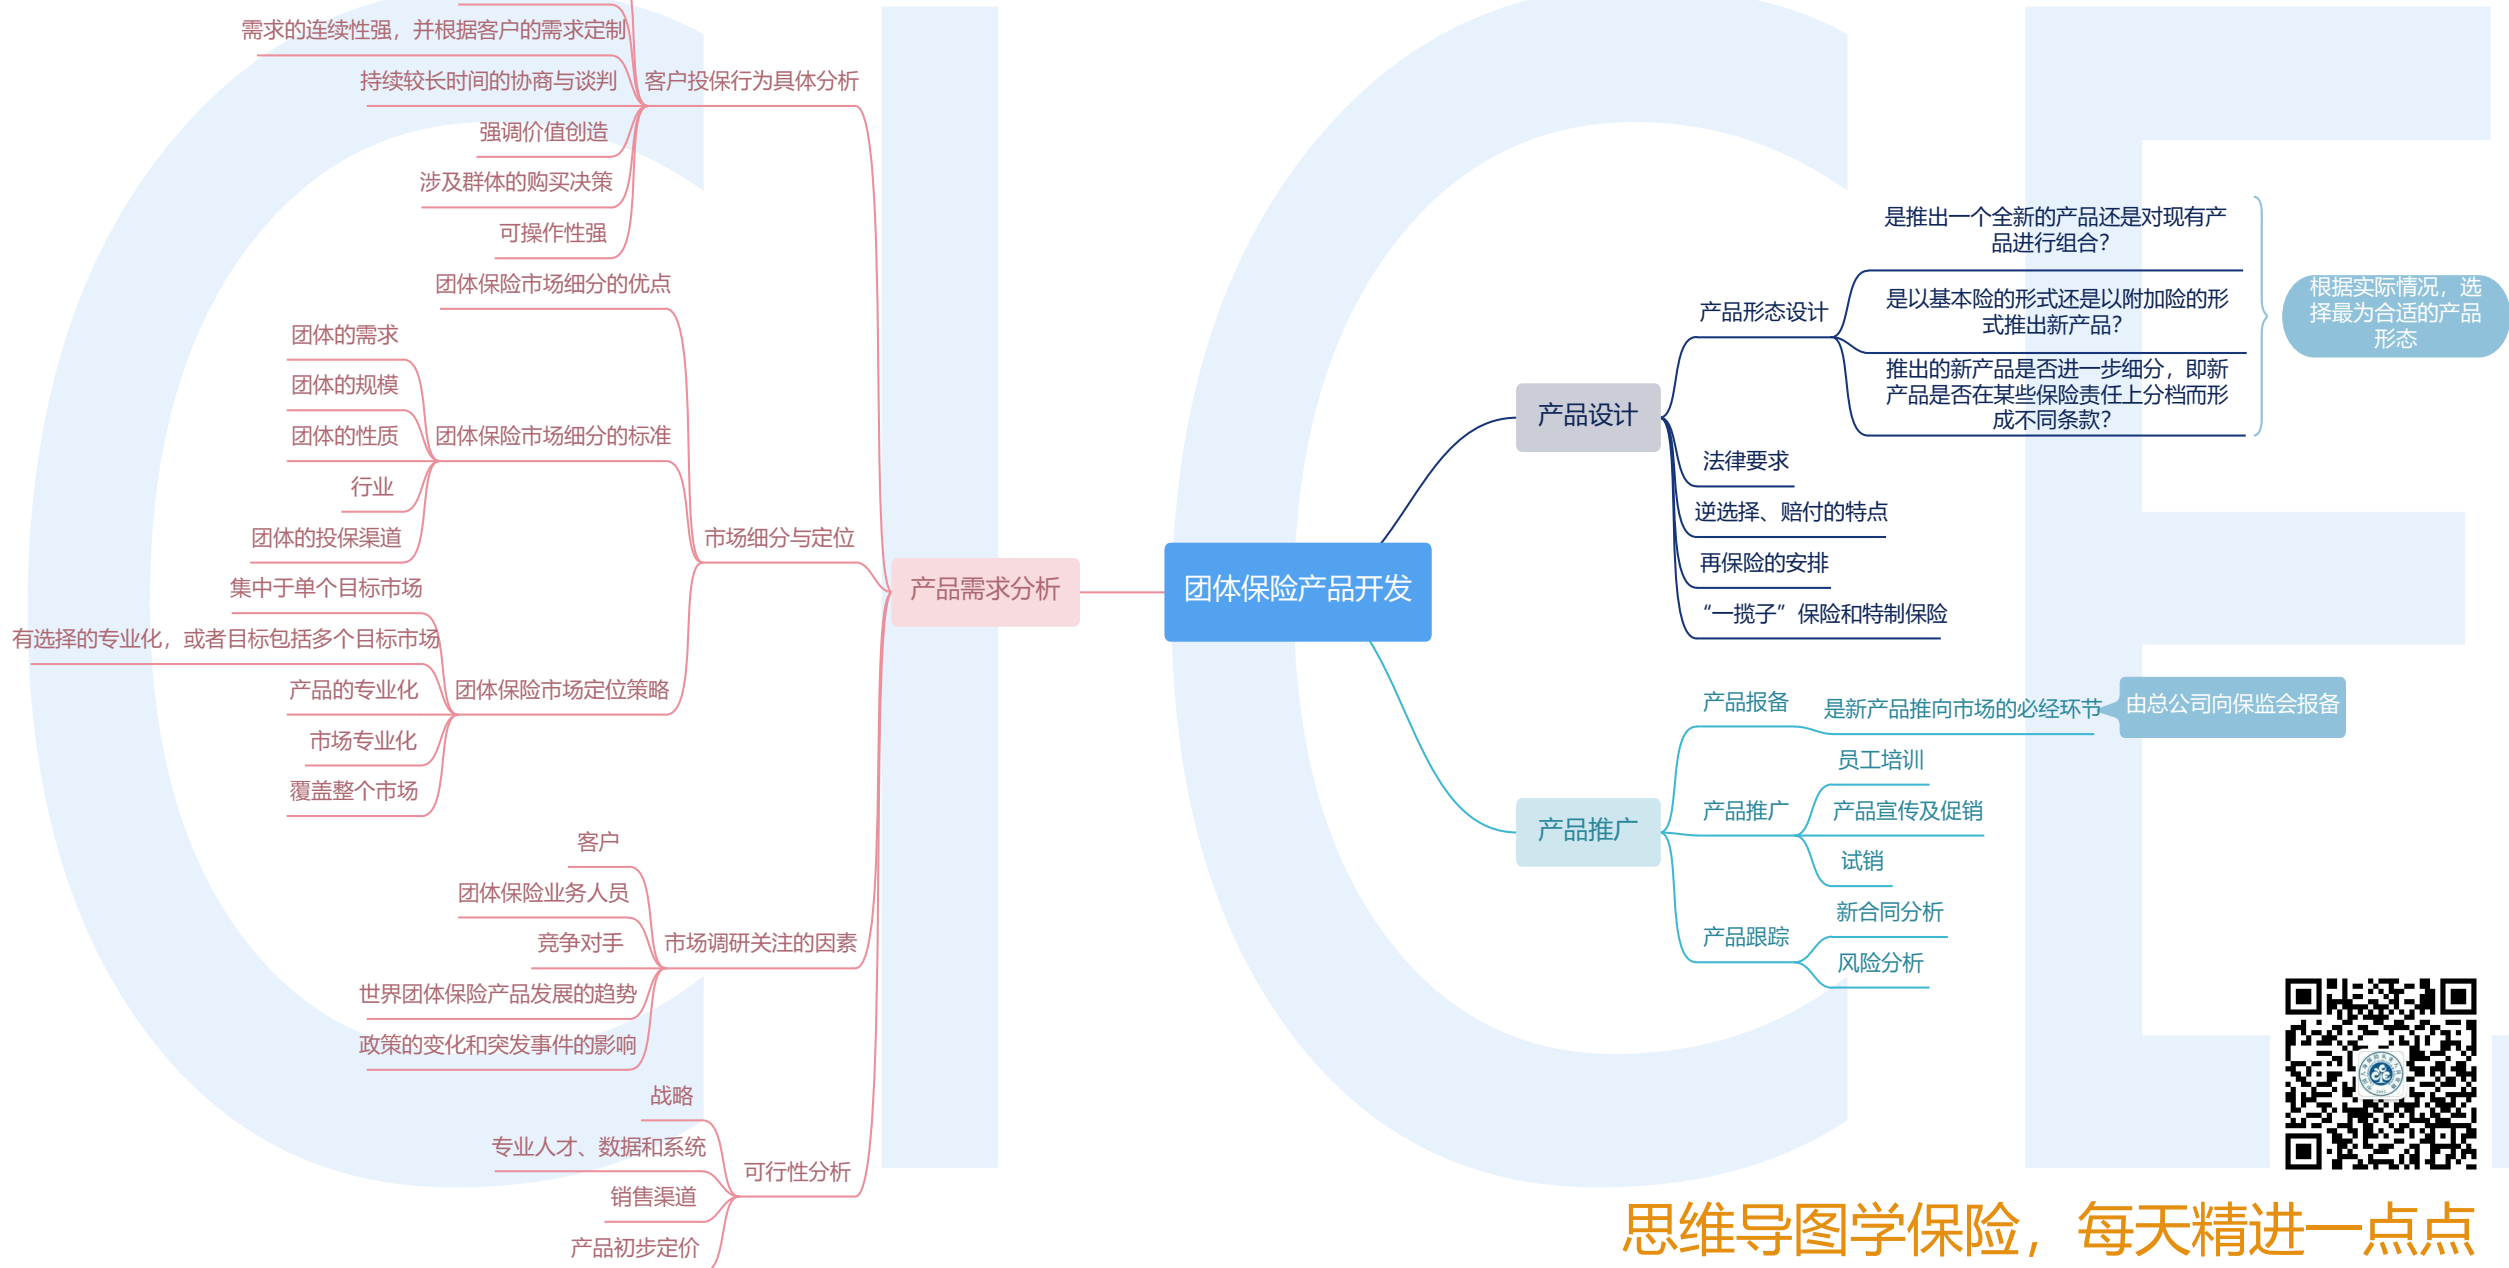 需求的连续性强，并根据客户的需求定制
持续较长时间的协商与谈判
客户投保行为具体分析
强调价值创造
涉及群体的购买决策
可操作性强
团体保险市场细分的优点
团体的需求
团体的规模
团体的性质
团体保险市场细分的标准
行业
团体的投保渠道
市场细分与定位
集中于单个目标市场
有选择的专业化，或者目标包括多个目标市场
产品的专业化
团体保险市场定位策略
市场专业化
覆盖整个市场
产品需求分析
客户
团体保险业务人员
竞争对手
市场调研关注的因素
世界团体保险产品发展的趋势
政策的变化和突发事件的影响
战略
专业人才、数据和系统
可行性分析
销售渠道
产品初步定价
团体保险产品开发
产品设计
产品形态设计
是推出一个全新的产品还是对现有产
品进行组合？
是以基本险的形式还是以附加险的形
式推出新产品？
推出的新产品是否进一步细分，即新
产品是否在某些保险责任上分档而形
成不同条款？
根据实际情况，选
择最为合适的产品
形态
法律要求
逆选择、赔付的特点
再保险的安排
“一揽子”保险和特制保险
产品推广
产品报备
是新产品推向市场的必经环节
由总公司向保监会报备
员工培训
产品推广
产品宣传及促销
试销
产品跟踪
新合同分析
风险分析
思维导图学保险，每天精进一点点